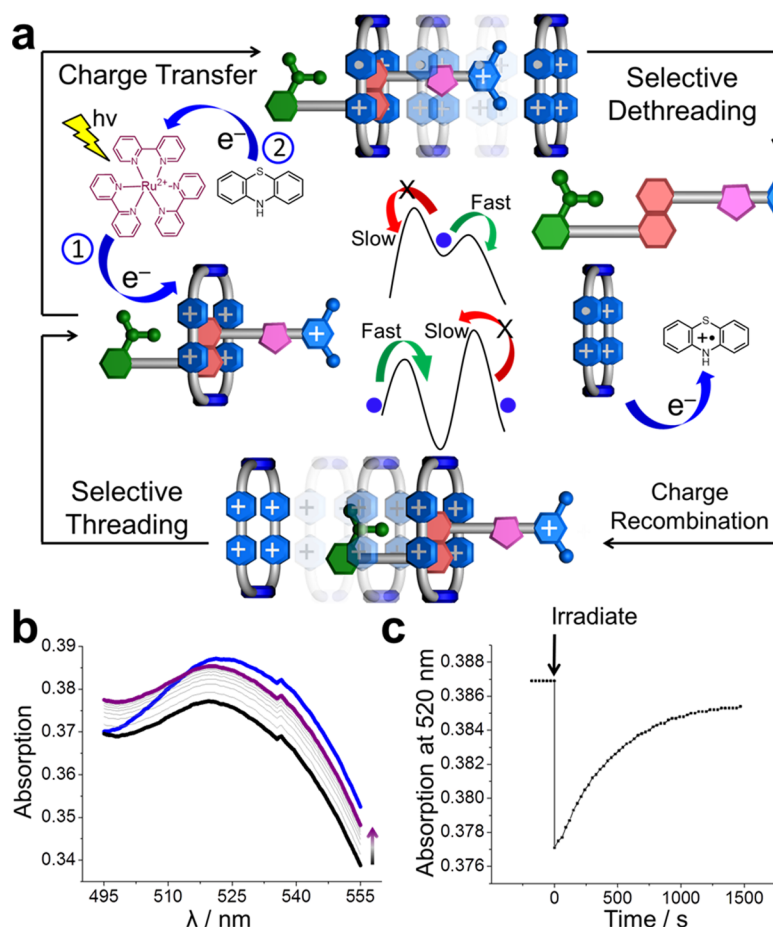 a
Charge Transfer
Selective
Dethreading
hν
e⁻
2
N N
N Ru²⁺ N
N N
S
N
H
1
e⁻
X
Slow
Fast
Fast
Slow
X
S
+•
N
H
e⁻
Selective
Threading
Charge
Recombination
b
0.39
0.38
0.37
0.36
0.35
0.34
Absorption
495 510 525 540 555
λ / nm
c
Irradiate
0.388
0.386
0.384
0.382
0.380
0.378
0.376
Absorption at 520 nm
0 500 1000 1500
Time / s